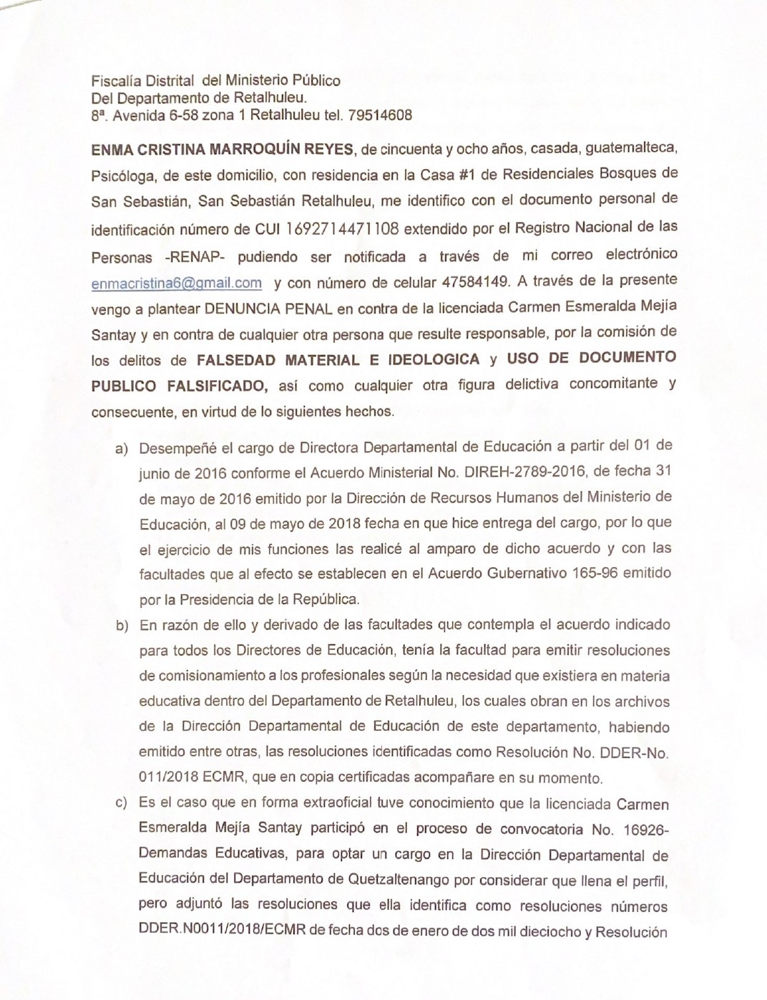 Fiscalía Distrital del Ministerio Público
Del Departamento de Retalhuleu.
8ª. Avenida 6-58 zona 1 Retalhuleu tel. 79514608
ENMA CRISTINA MARROQUÍN REYES, de cincuenta y ocho años, casada, guatemalteca,
Psicóloga, de este domicilio, con residencia en la Casa #1 de Residenciales Bosques de
San Sebastián, San Sebastián Retalhuleu, me identifico con el documento personal de
identificación número de CUI 1692714471108 extendido por el Registro Nacional de las
Personas -RENAP- pudiendo ser notificada a través de mi correo electrónico
enmacristina6@gmail.com y con número de celular 47584149. A través de la presente
vengo a plantear DENUNCIA PENAL en contra de la licenciada Carmen Esmeralda Mejía
Santay y en contra de cualquier otra persona que resulte responsable, por la comisión de
los delitos de FALSEDAD MATERIAL E IDEOLOGICA y USO DE DOCUMENTO
PUBLICO FALSIFICADO, así como cualquier otra figura delictiva concomitante y
consecuente, en virtud de lo siguientes hechos.
a) Desempeñé el cargo de Directora Departamental de Educación a partir del 01 de
junio de 2016 conforme el Acuerdo Ministerial No. DIREH-2789-2016, de fecha 31
de mayo de 2016 emitido por la Dirección de Recursos Humanos del Ministerio de
Educación, al 09 de mayo de 2018 fecha en que hice entrega del cargo, por lo que
el ejercicio de mis funciones las realicé al amparo de dicho acuerdo y con las
facultades que al efecto se establecen en el Acuerdo Gubernativo 165-96 emitido
por la Presidencia de la República.
b) En razón de ello y derivado de las facultades que contempla el acuerdo indicado
para todos los Directores de Educación, tenía la facultad para emitir resoluciones
de comisionamiento a los profesionales según la necesidad que existiera en materia
educativa dentro del Departamento de Retalhuleu, los cuales obran en los archivos
de la Dirección Departamental de Educación de este departamento, habiendo
emitido entre otras, las resoluciones identificadas como Resolución No. DDER-No.
011/2018 ECMR, que en copia certificadas acompañare en su momento.
c) Es el caso que en forma extraoficial tuve conocimiento que la licenciada Carmen
Esmeralda Mejía Santay participó en el proceso de convocatoria No. 16926-
Demandas Educativas, para optar un cargo en la Dirección Departamental de
Educación del Departamento de Quetzaltenango por considerar que llena el perfil,
pero adjuntó las resoluciones que ella identifica como resoluciones números
DDER.N0011/2018/ECMR de fecha dos de enero de dos mil dieciocho y Resolución